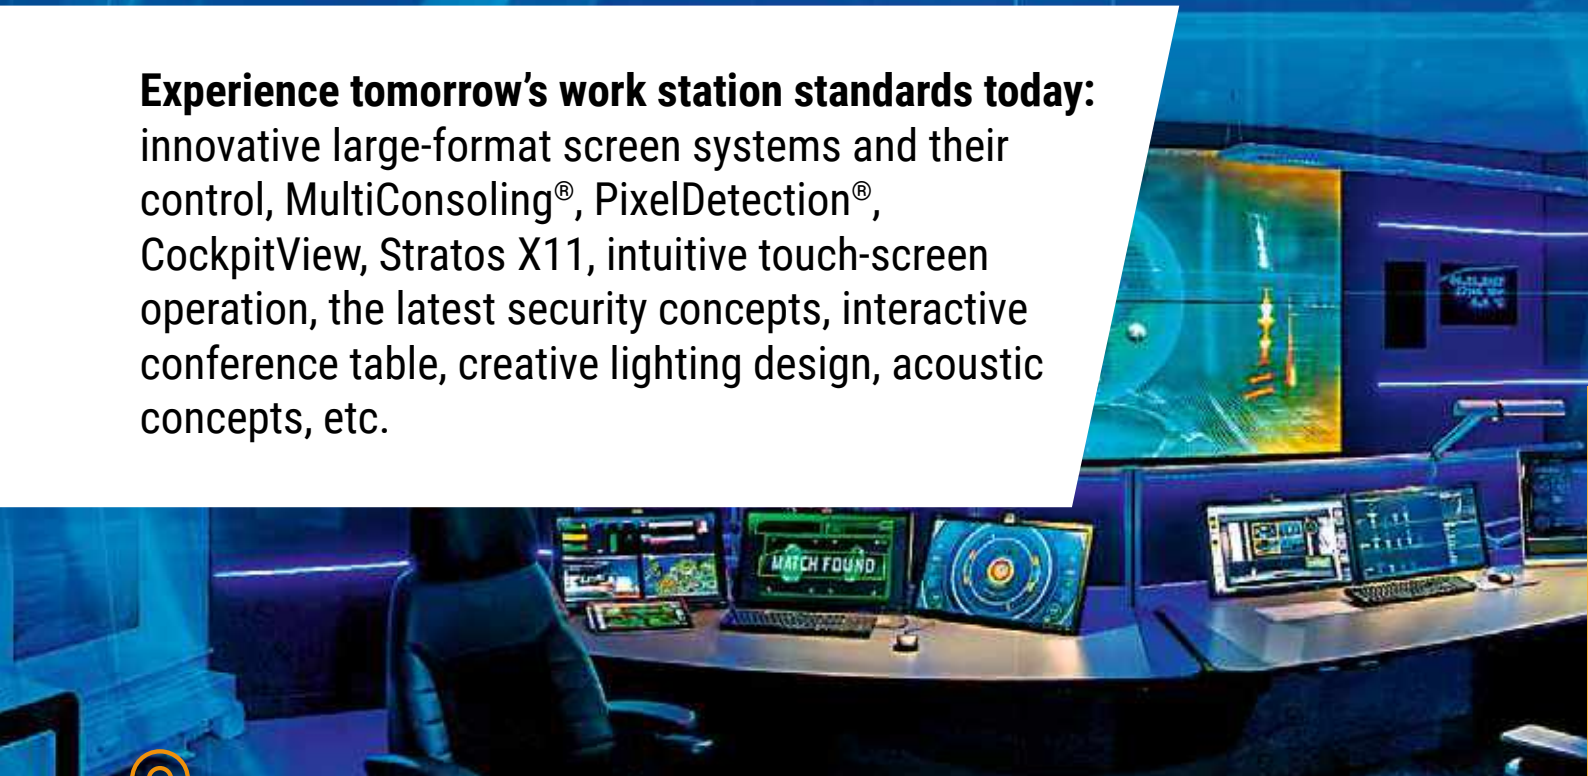 Experience tomorrow's work station standards today:
innovative large-format screen systems and their
control, MultiConsoling®, PixelDetection®,
CockpitView, Stratos X11, intuitive touch-screen
operation, the latest security concepts, interactive
conference table, creative lighting design, acoustic
concepts, etc.
MATCH FOUND